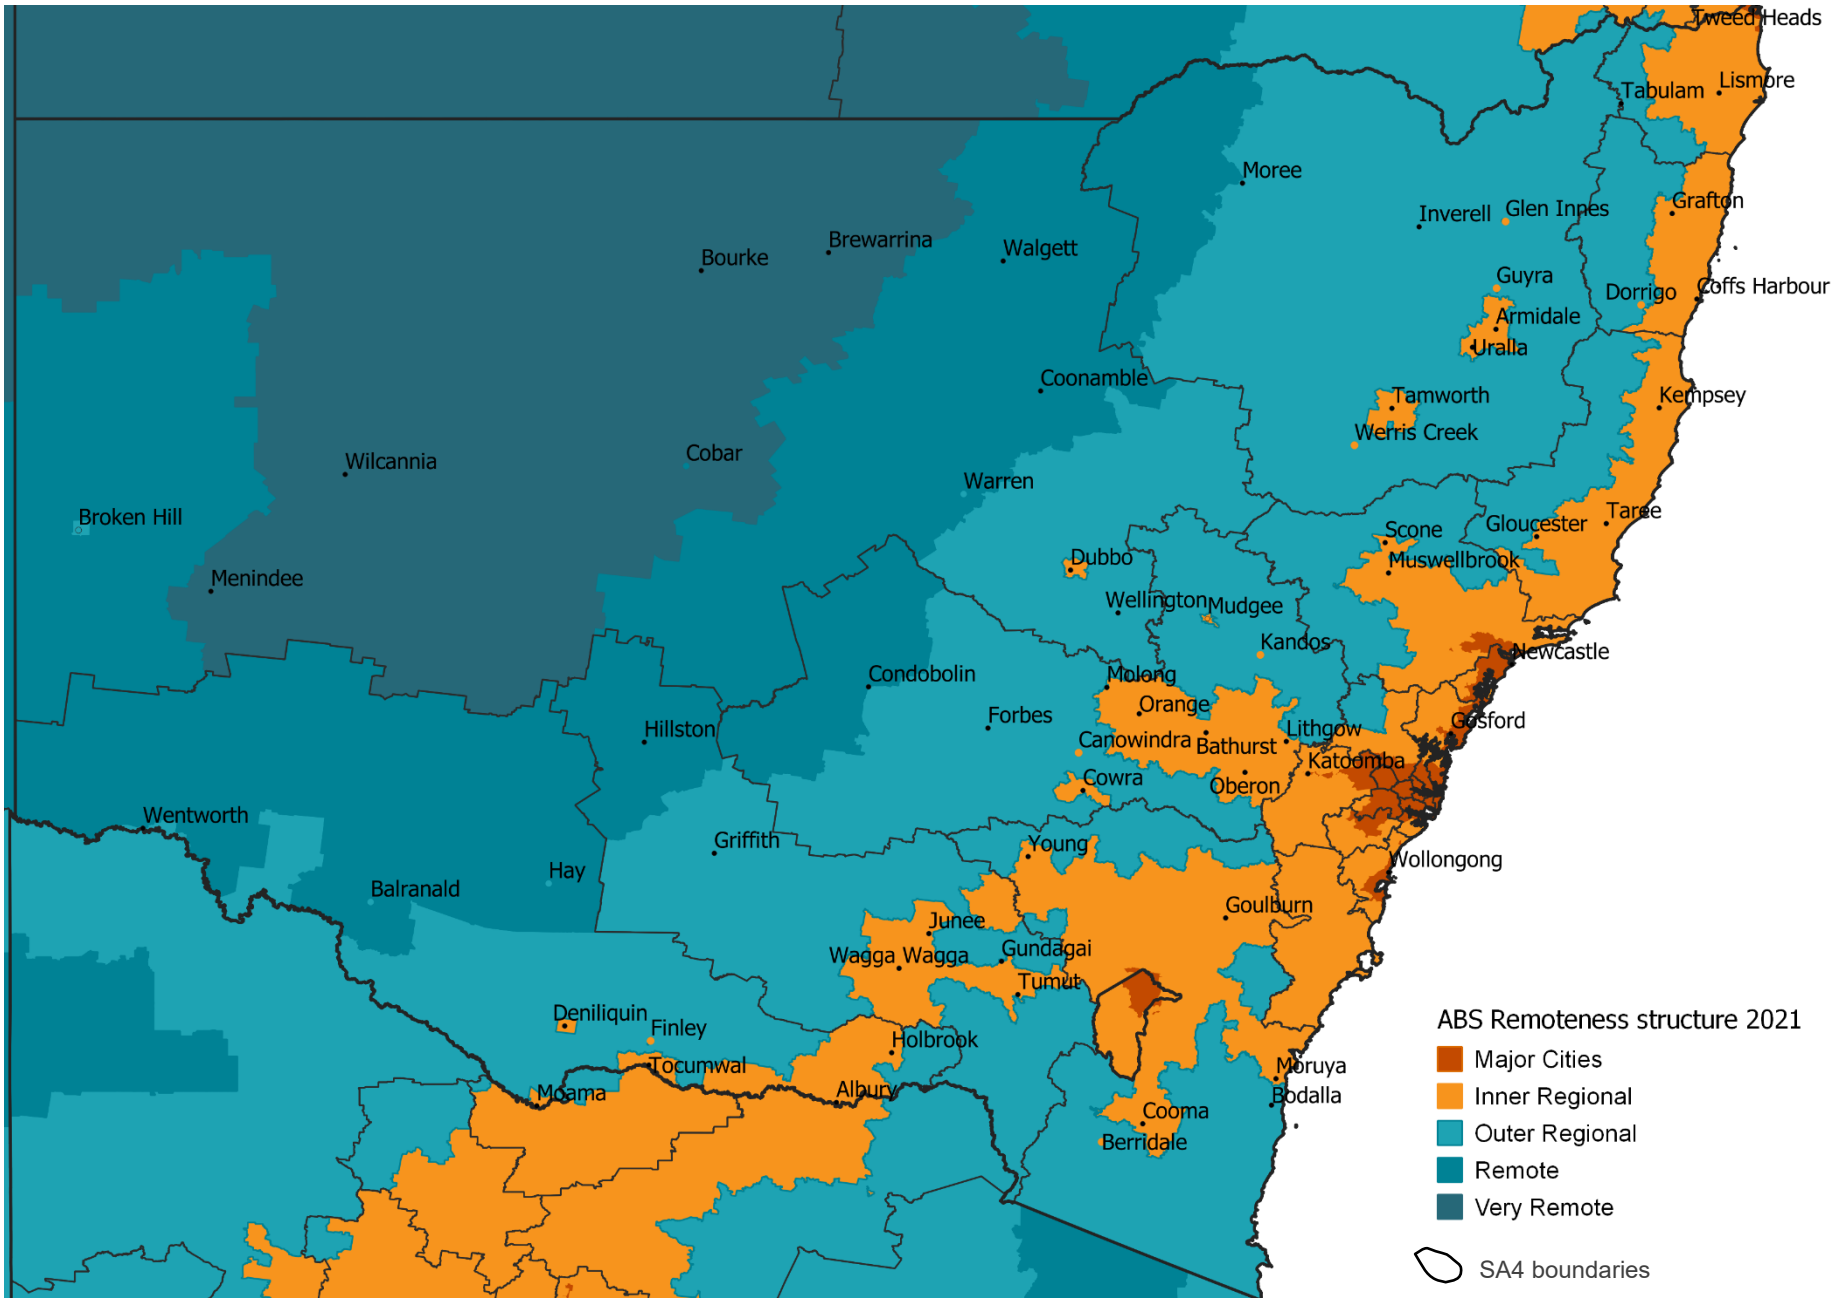 Tweed Heads
Lismore
Tabulam
Moree
Grafton
Glen Innes
Inverell
Brewarrina
Walgett
Bourke
Guyra
Coffs Harbour
Dorrigo
Armidale
Uralla
Coonamble
Tamworth
Kempsey
Werris Creek
Cobar
Wilcannia
Warren
Taree
Broken Hill
Gloucester
Scone
Dubbo
Muswellbrook
Menindee
Wellington
Mudgee
Kandos
Newcastle
Condobolin
Molong
Orange
Forbes
Gosford
Hillston
Lithgow
Canowindra
Bathurst
Katoomba
Cowra
Oberon
Wentworth
Griffith
Young
Wollongong
Hay
Balranald
Goulburn
Junee
Gundagai
Wagga Wagga
Tumut
Deniliquin
Finley
Holbrook
Tocumwal
Moruya
Albury
Moama
Bodalla
Cooma
Berridale
ABS Remoteness structure 2021
Major Cities
Inner Regional
Outer Regional
Remote
Very Remote
SA4 boundaries